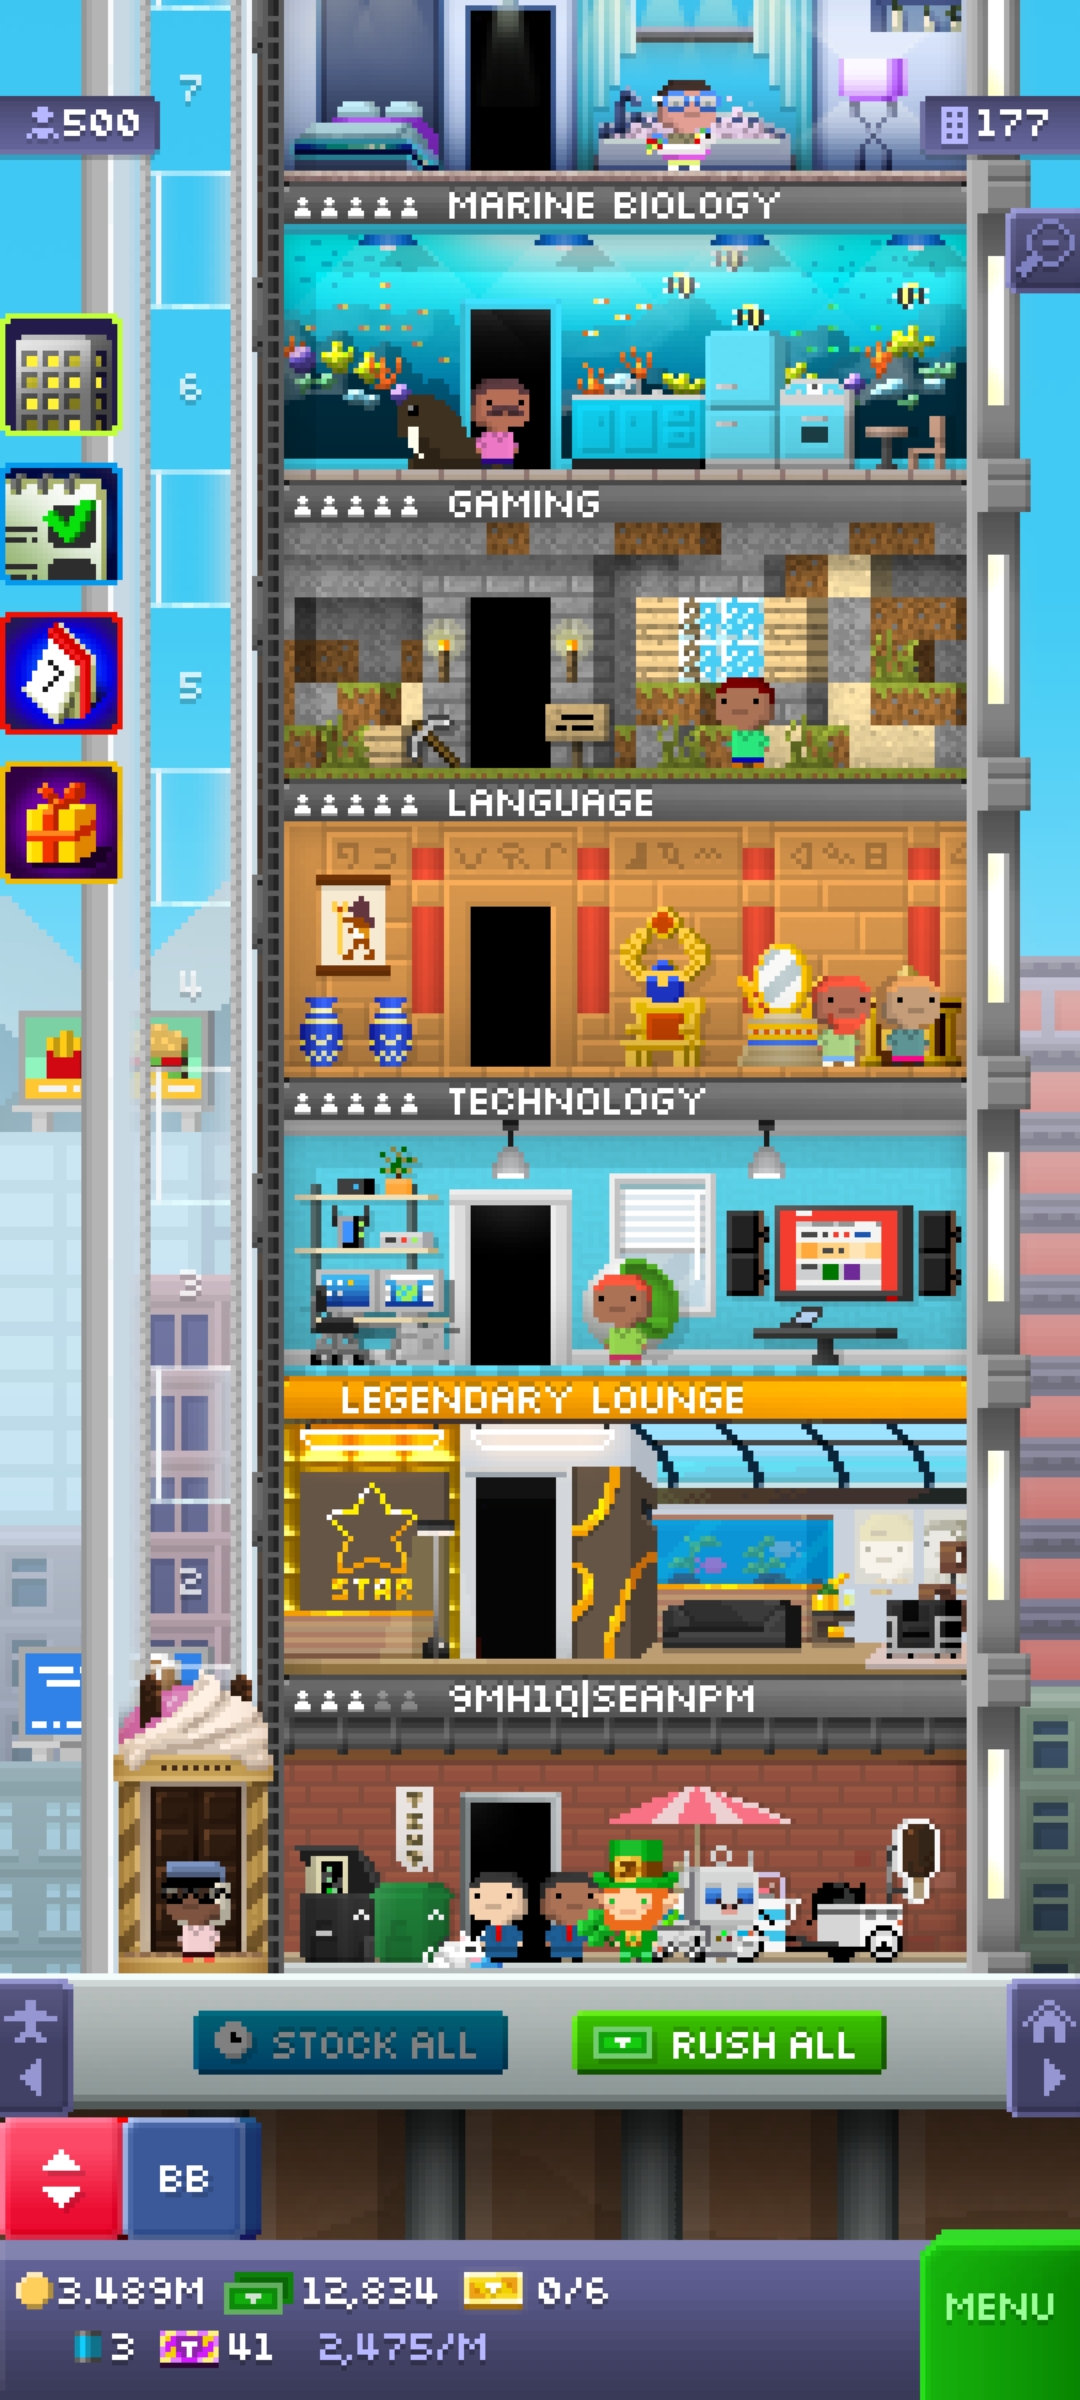 7
500
177
MARINE BIOLOGY
6
GAMING
5
LANGUAGE
4
TECHNOLOGY
3
LEGENDARY LOUNGE
STAR
2
9MH1Q|SEANPM
TINY
STOCK ALL
RUSH ALL
BB
3.489M
12,834
0/6
MENU
3
41
2,475/M